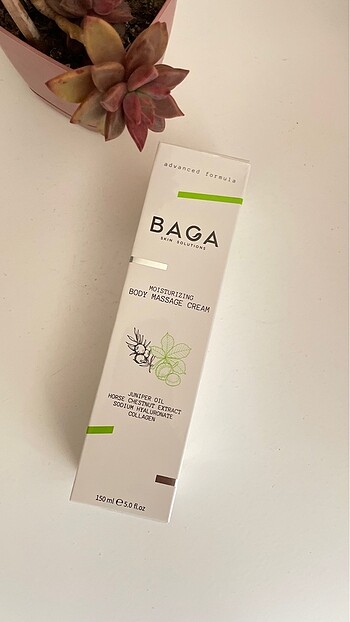 advanced formula
BAGA
SKIN SOLUTIONS
MOISTURIZING
BODY MASSAGE CREAM
JUNIPER OIL
HORSE CHESTNUT EXTRACT
SODIUM HYALURONATE
COLLAGEN
150 ml ℮ 5.0 fl.oz